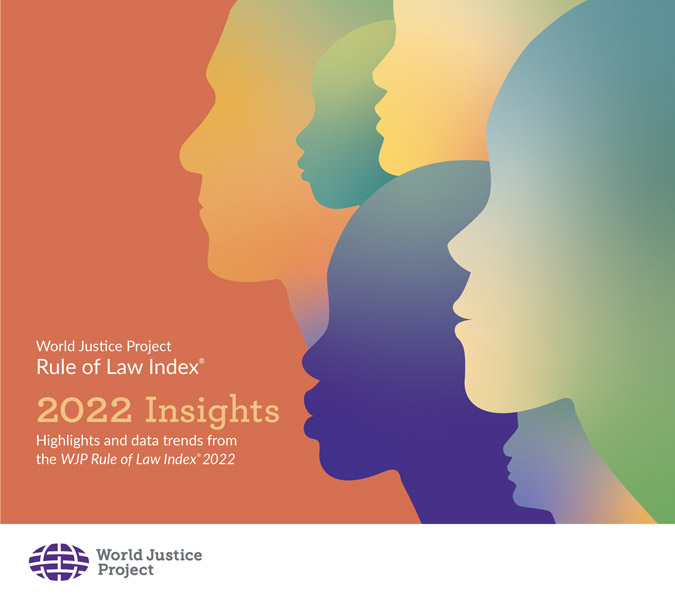 World Justice Project
Rule of Law Index®
2022 Insights
Highlights and data trends from
the WJP Rule of Law Index® 2022
World Justice
Project